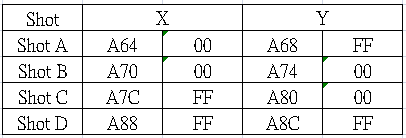 Shot X Y
Shot A A64 00 A68 FF
Shot B A70 00 A74 00
Shot C A7C FF A80 00
Shot D A88 FF A8C FF